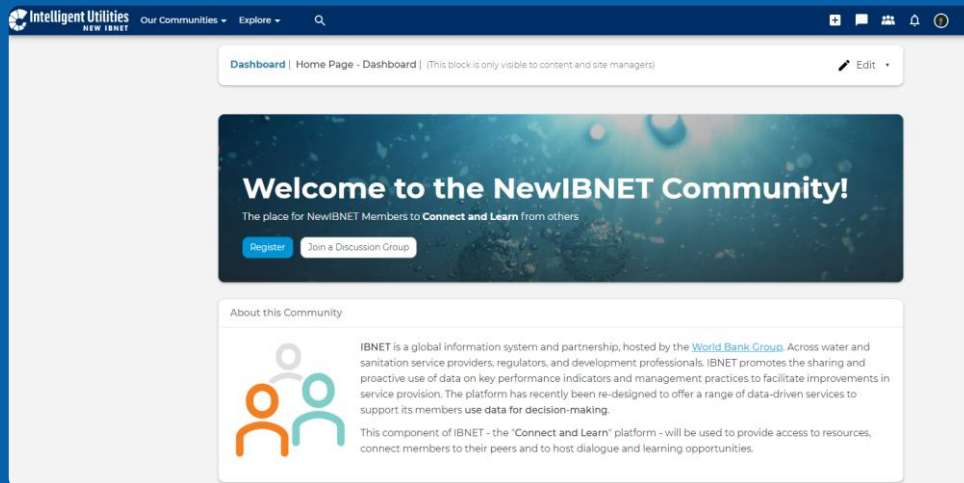 Intelligent Utilities
NEW IBNET
Our Communities
Explore
Dashboard | Home Page - Dashboard | (This block is only visible to content and site managers)
Edit
Welcome to the NewIBNET Community!
The place for NewIBNET Members to Connect and Learn from others
Register
Join a Discussion Group
About this Community
IBNET is a global information system and partnership, hosted by the World Bank Group. Across water and
sanitation service providers, regulators, and development professionals. IBNET promotes the sharing and
proactive use of data on key performance indicators and management practices to facilitate improvements in
service provision. The platform has recently been re-designed to offer a range of data-driven services to
support its members use data for decision-making.
This component of IBNET - the "Connect and Learn" platform - will be used to provide access to resources,
connect members to their peers and to host dialogue and learning opportunities.